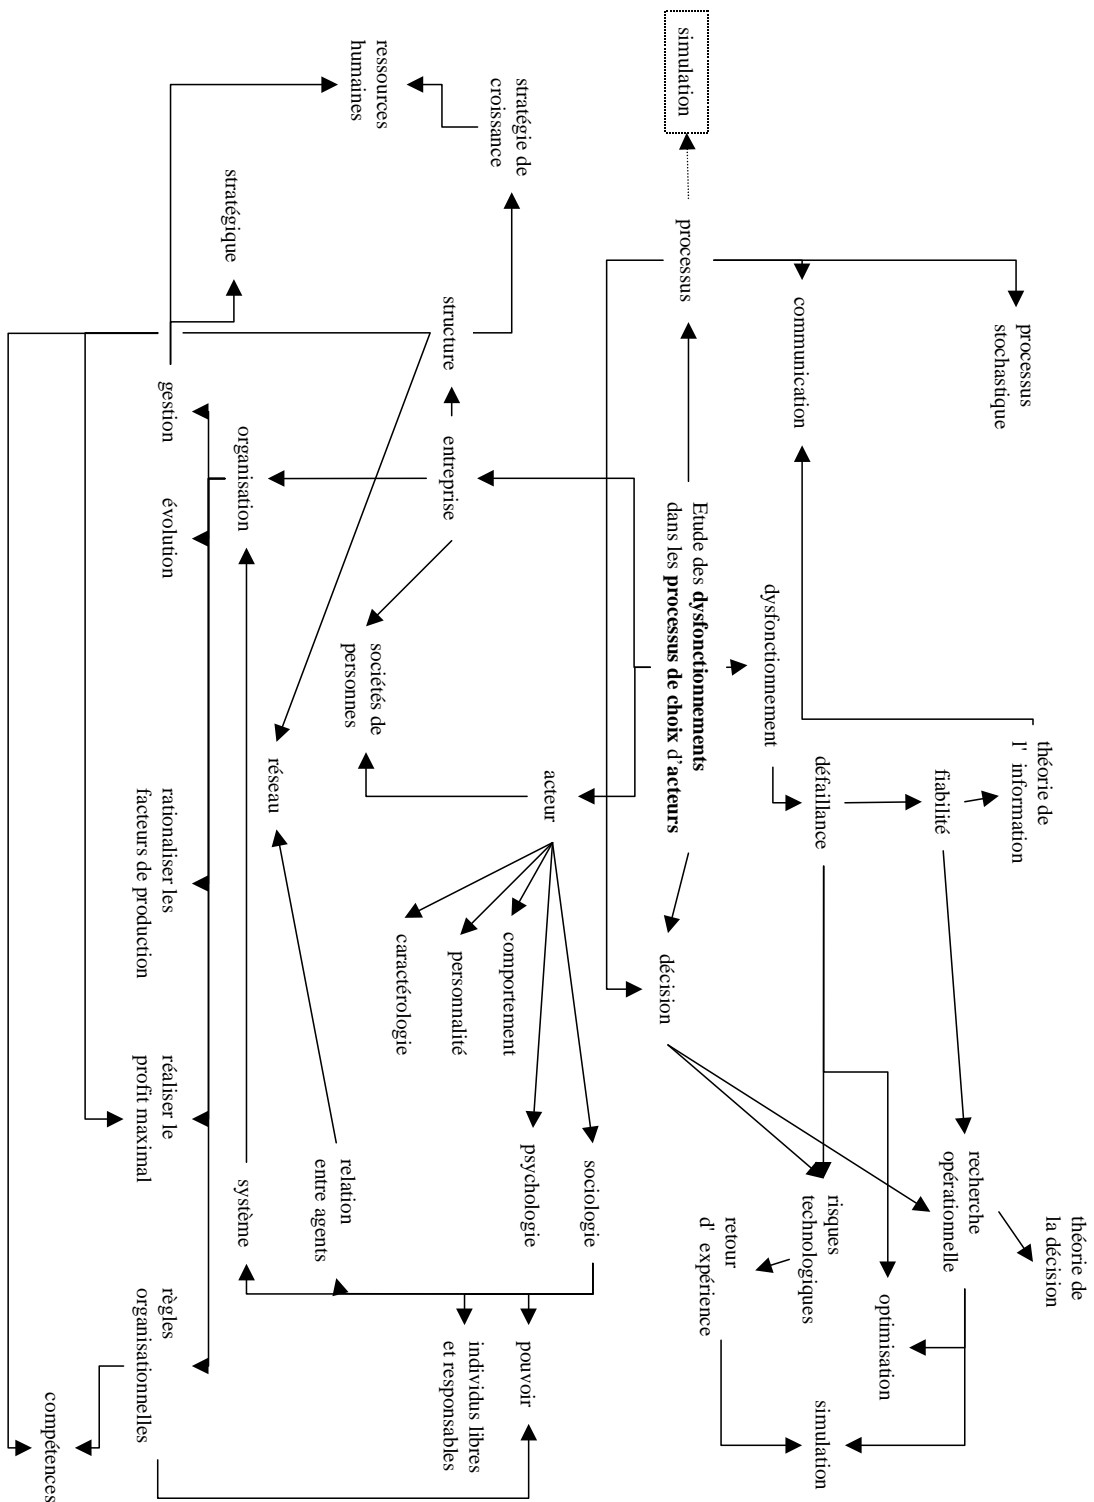 théorie de
la décision
théorie de
l' information
processus
stochastique
recherche
opérationnelle
fiabilité
optimisation
risques
technologiques
défaillance
simulation
communication
dysfonctionnement
retour
d' expérience
simulation
processus
Etude des dysfonctionnements
dans les processus de choix d'acteurs
décision
sociologie
acteur
psychologie
pouvoir
stratégie de
croissance
comportement
individus libres
et responsables
personnalité
structure
entreprise
caractérologie
ressources
humaines
sociétés de
personnes
relation
entre agents
réseau
organisation
système
stratégique
gestion
évolution
rationaliser les
facteurs de production
réaliser le
profit maximal
règles
organisationnelles
compétences